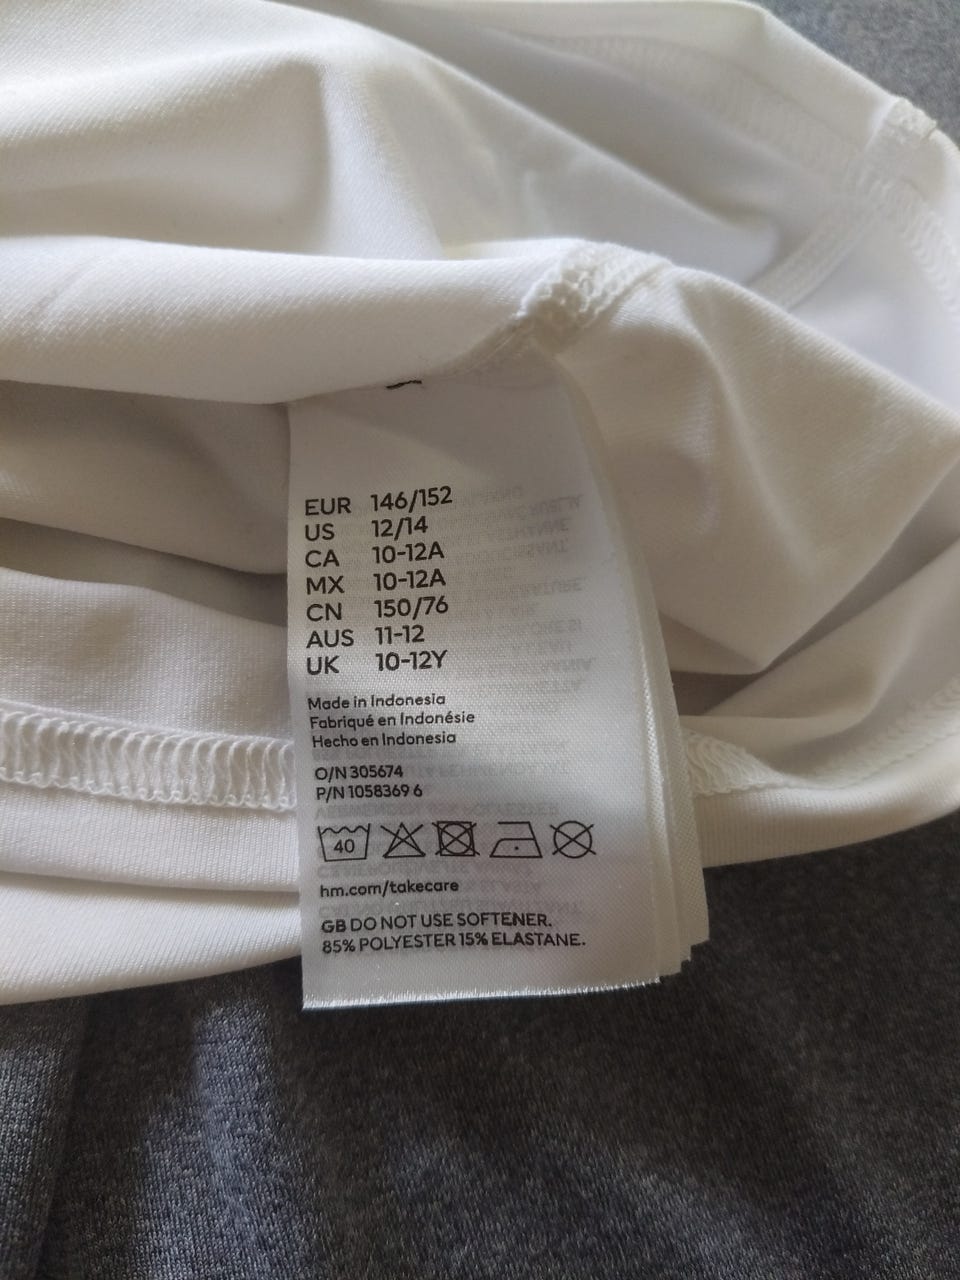 EUR 146/152
US 12/14
CA 10-12A
MX 10-12A
CN 150/76
AUS 11-12
UK 10-12Y
Made in Indonesia
Fabriqué en Indonésie
Hecho en Indonesia
O/N 305674
P/N 1058369 6
40
hm.com/takecare
GB DO NOT USE SOFTENER.
85% POLYESTER 15% ELASTANE.